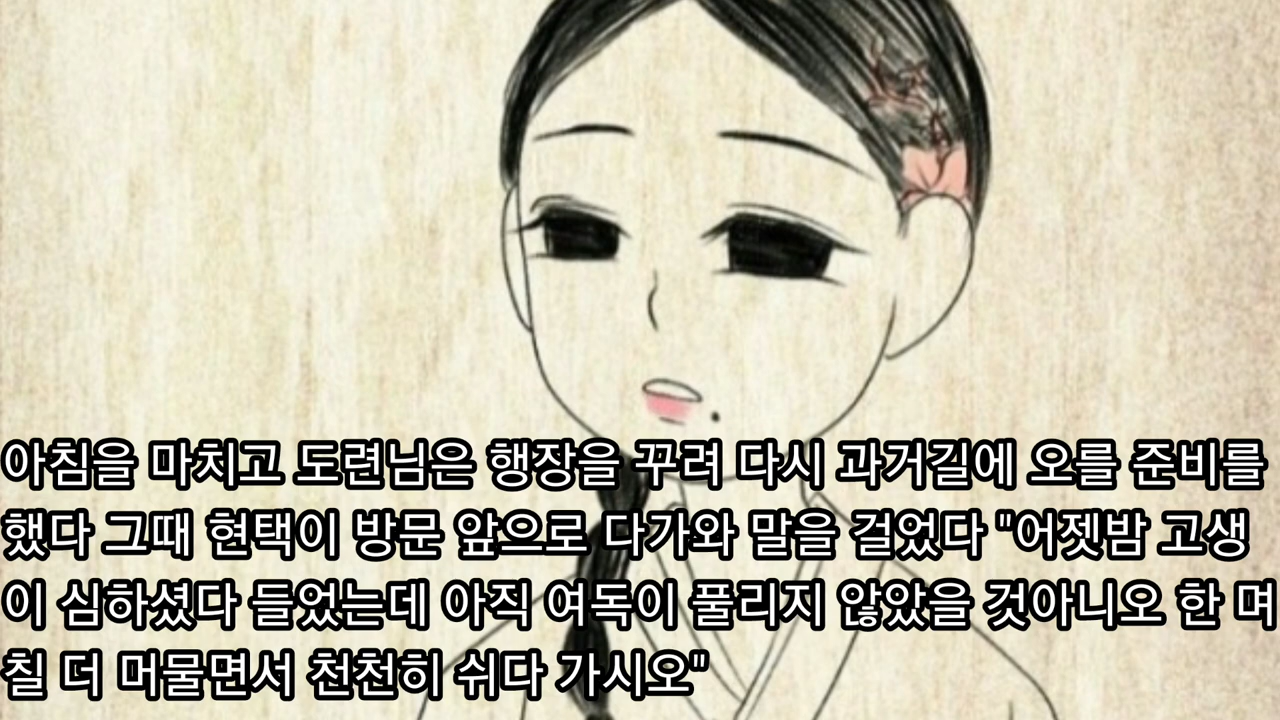 아침을 마치고 도련님은 행장을 꾸려 다시 과거길에 오를 준비를
했다 그때 현택이 방문 앞으로 다가와 말을 걸었다 "어젯밤 고생
이 심하셨다 들었는데 아직 여독이 풀리지 않았을 것아니오 한 며
칠 더 머물면서 천천히 쉬다 가시오"